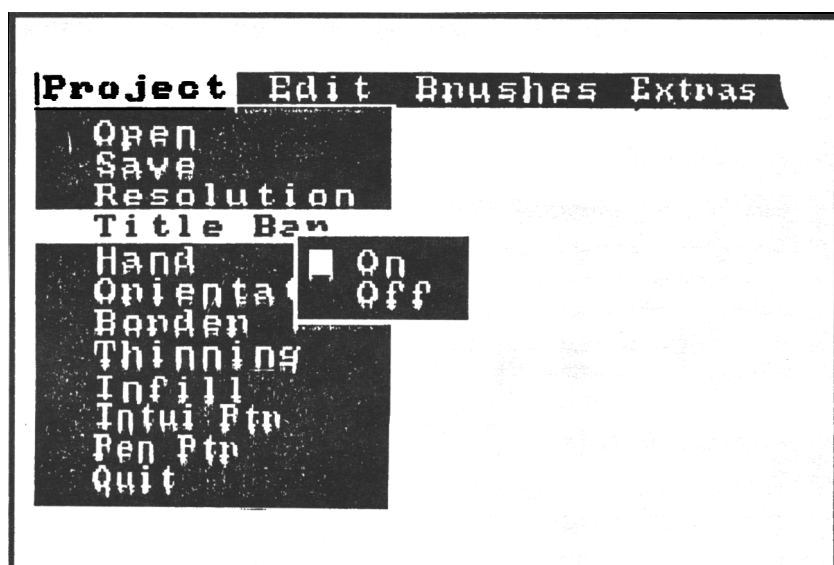 Project Edit Brushes Extras
Open
Save
Resolution
Title Bar
Hand
On
Orientat
Off
Border
Thinning
Infill
Intui Ptr
Pen Ptr
Quit